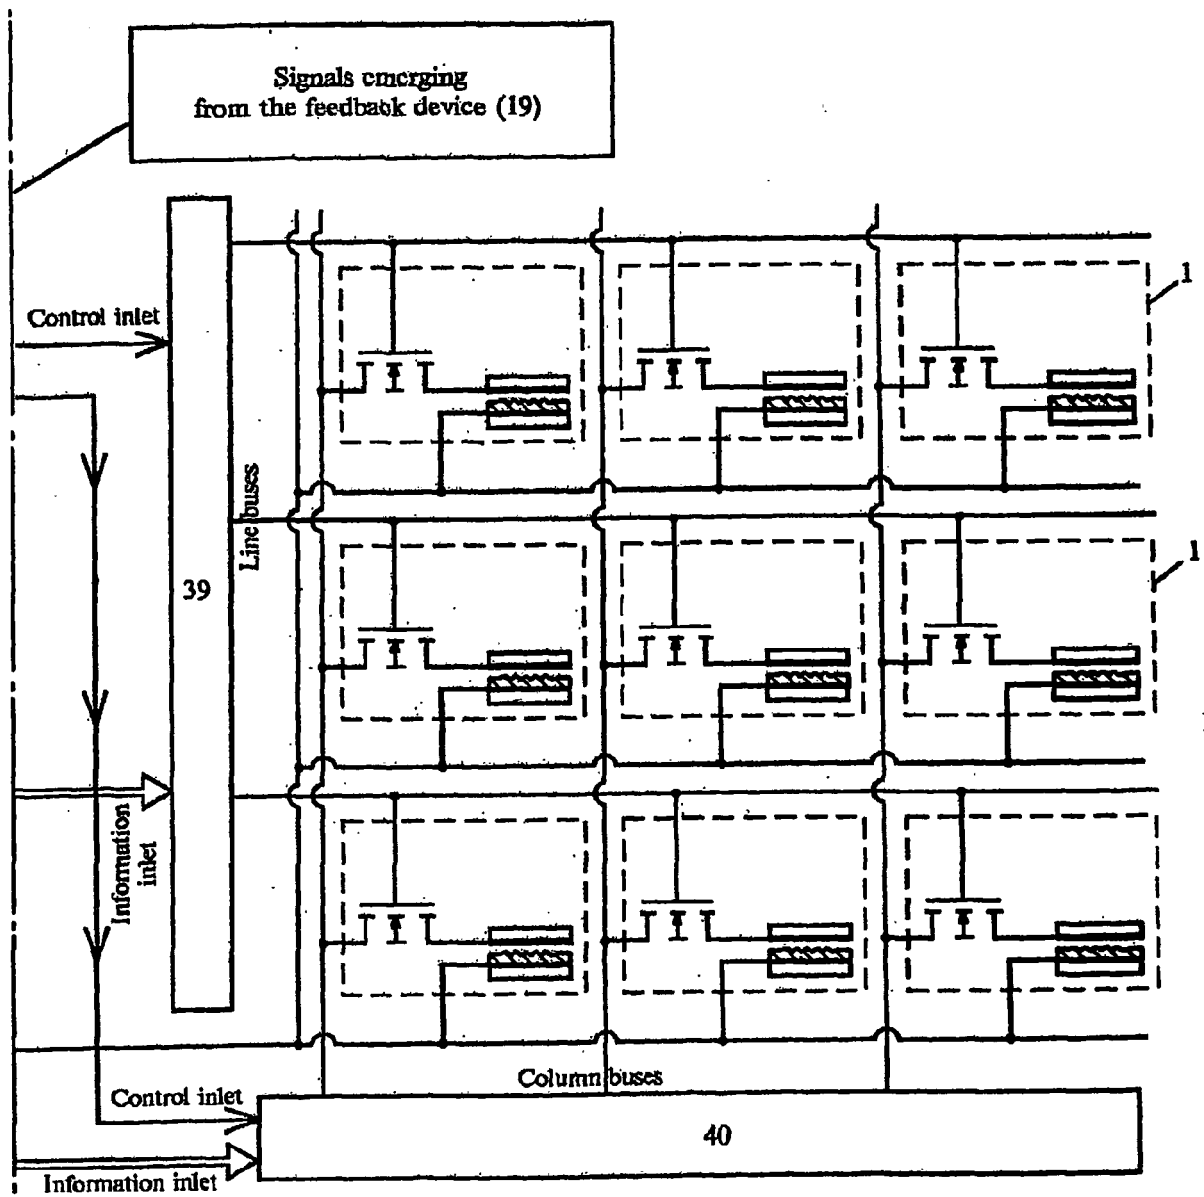 Signals emerging
from the feedback device (19)
Control inlet
1
Line buses
39
1
Information
inlet
Column buses
Control inlet
40
Information inlet